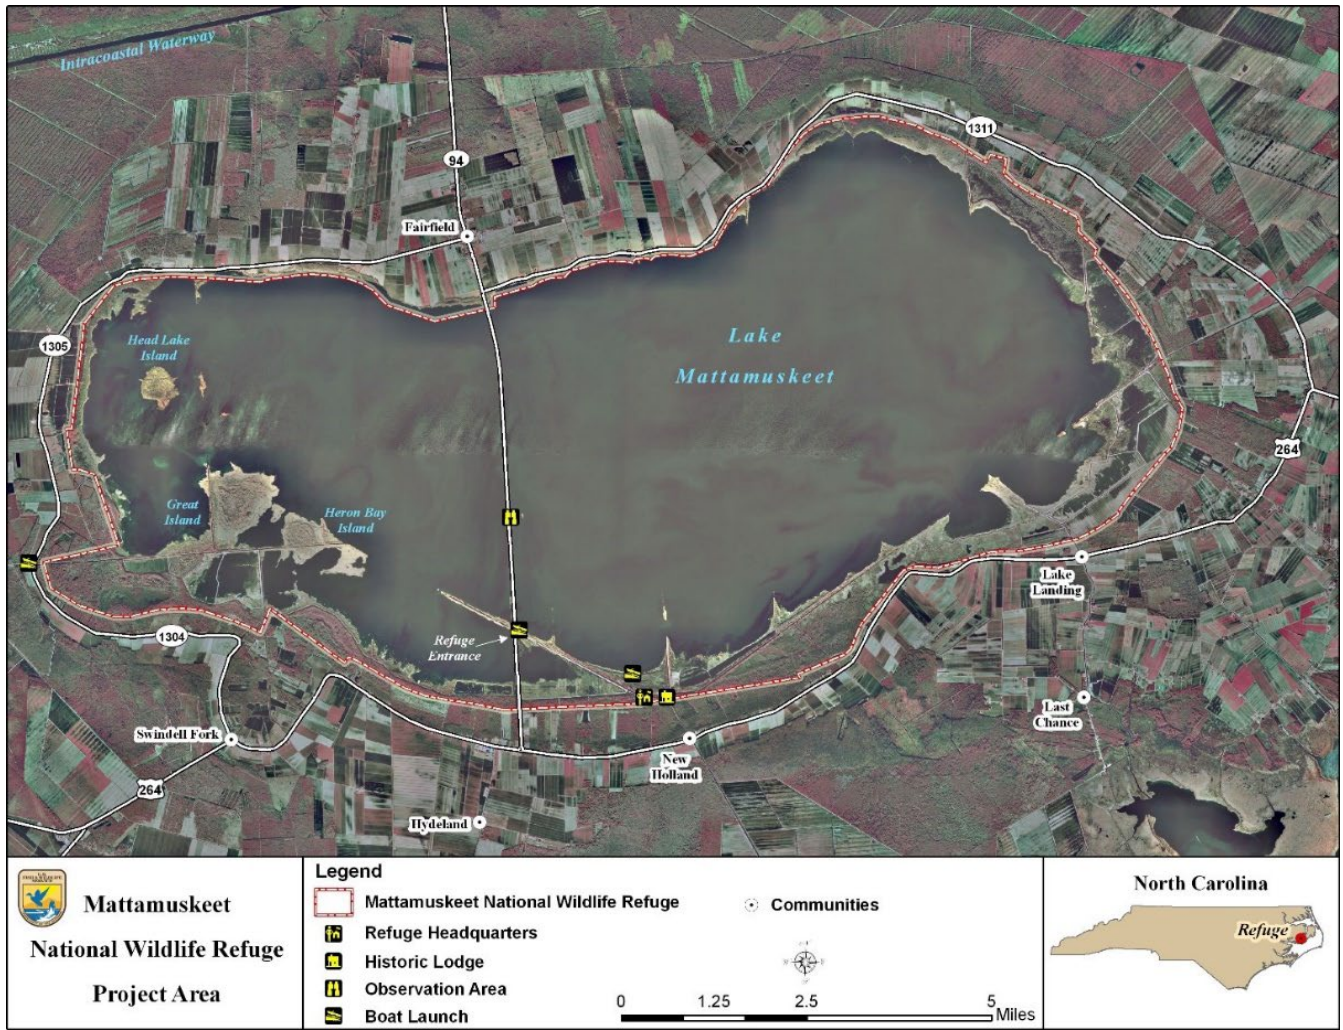 Intracoastal Waterway
94
1311
Fairfield
1305
Head Lake
Island
Lake
Mattamuskeet
264
Great
Island
Heron Bay
Island
Lake
Landing
1304
Refuge
Entrance
Last
Chance
Swindell Fork
New
Holland
264
Hydeland
Mattamuskeet
National Wildlife Refuge
Project Area
Legend
Mattamuskeet National Wildlife Refuge
Communities
Refuge Headquarters
Historic Lodge
Observation Area
Boat Launch
0 1.25 2.5 5
Miles
North Carolina
Refuge